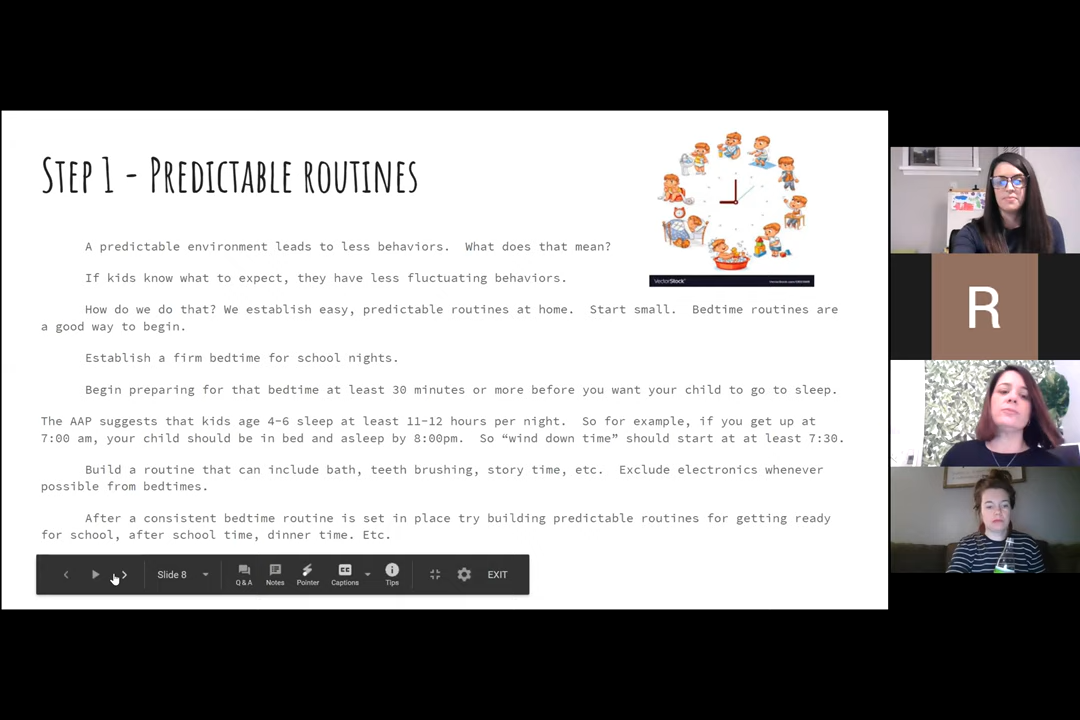 STEP 1 - PREDICTABLE ROUTINES
A predictable environment leads to less behaviors. What does that mean?
If kids know what to expect, they have less fluctuating behaviors.
How do we do that? We establish easy, predictable routines at home. Start small. Bedtime routines are
a good way to begin.
Establish a firm bedtime for school nights.
Begin preparing for that bedtime at least 30 minutes or more before you want your child to go to sleep.
The AAP suggests that kids age 4-6 sleep at least 11-12 hours per night. So for example, if you get up at
7:00 am, your child should be in bed and asleep by 8:00pm. So “wind down time” should start at at least 7:30.
Build a routine that can include bath, teeth brushing, story time, etc. Exclude electronics whenever
possible from bedtimes.
After a consistent bedtime routine is set in place try building predictable routines for getting ready
for school, after school time, dinner time. Etc.
VectorStock
Slide 8
Q&A
Notes
Pointer
Captions
Tips
EXIT
CC
R